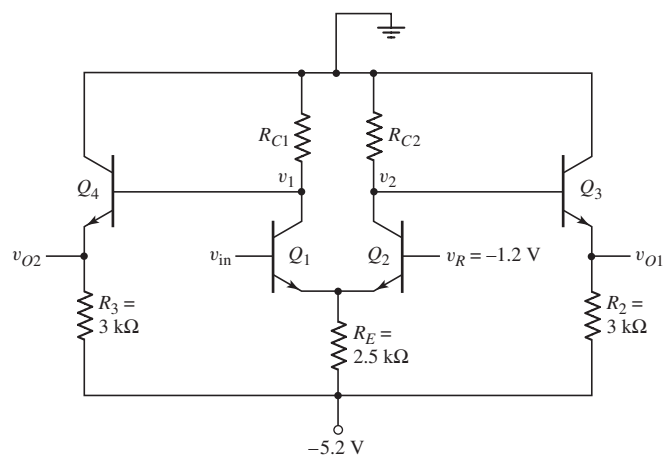 R_C1
R_C2
v_1
v_2
Q_4
Q_3
v_O2
v_in
Q_1
Q_2
v_R = –1.2 V
v_O1
R_3 =
3 kΩ
R_E =
2.5 kΩ
R_2 =
3 kΩ
–5.2 V